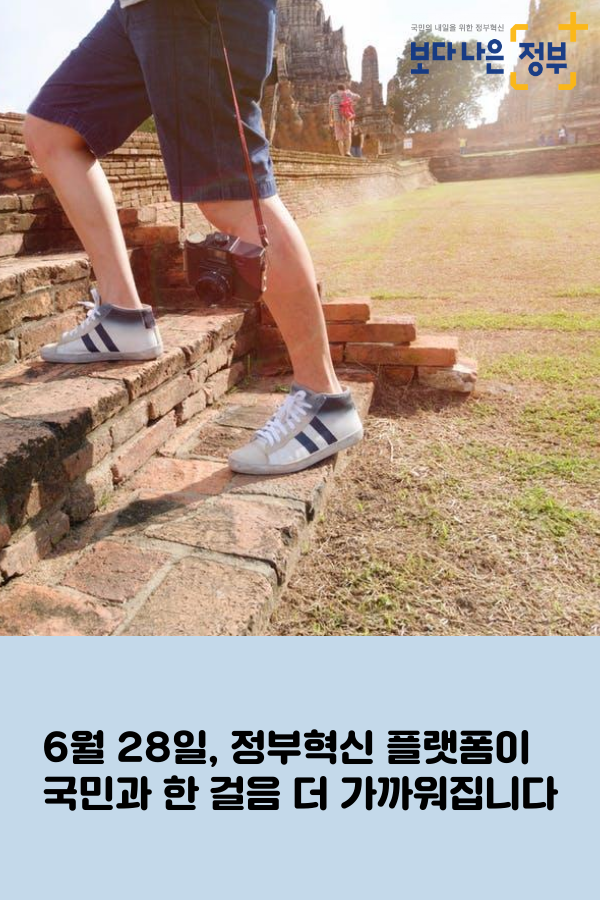 국민의 내일을 위한 정부혁신
보다 나은 정부
6월 28일, 정부혁신 플랫폼이
국민과 한 걸음 더 가까워집니다